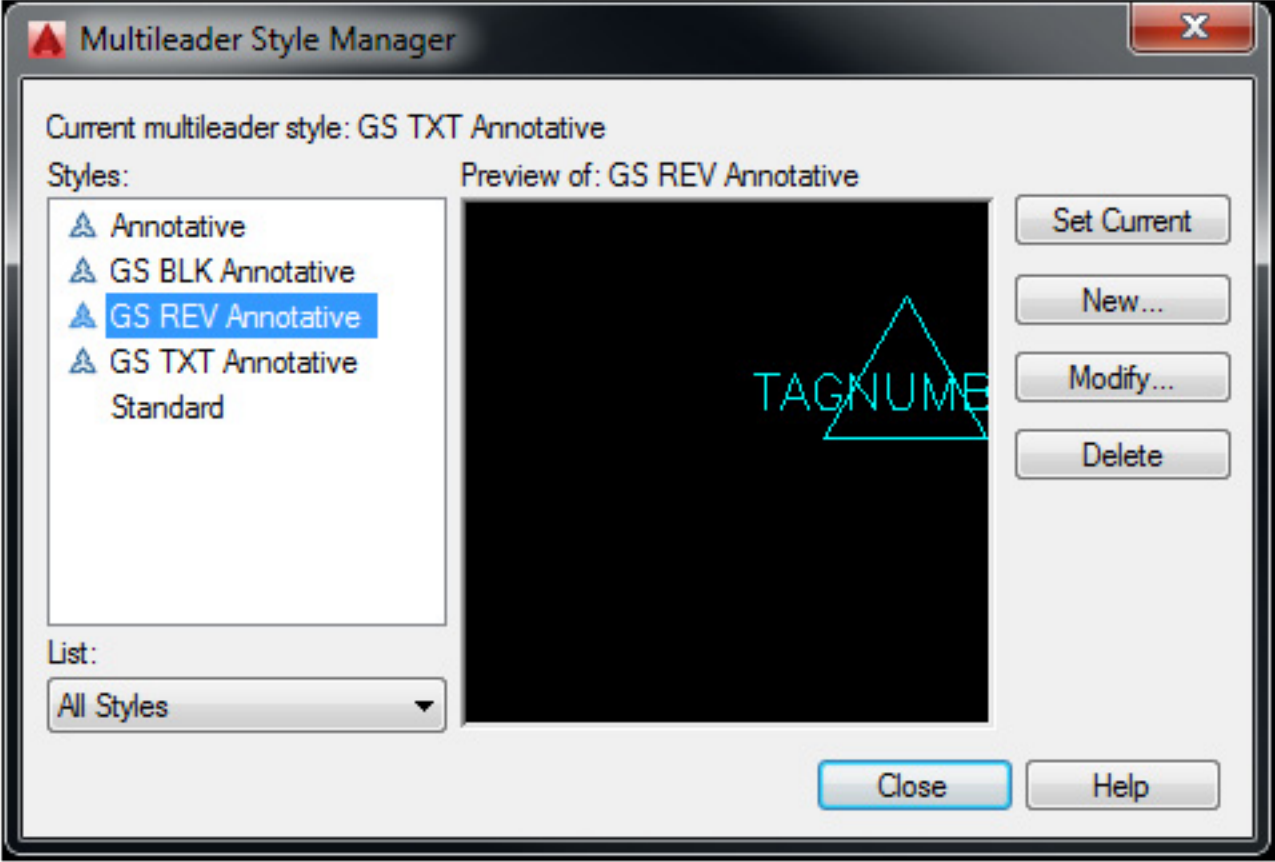 Multileader Style Manager
Current multileader style: GS TXT Annotative
Styles:
Preview of: GS REV Annotative
Annotative
GS BLK Annotative
GS REV Annotative
GS TXT Annotative
Standard
TAGNUMB
Set Current
New...
Modify...
Delete
List:
All Styles
Close
Help